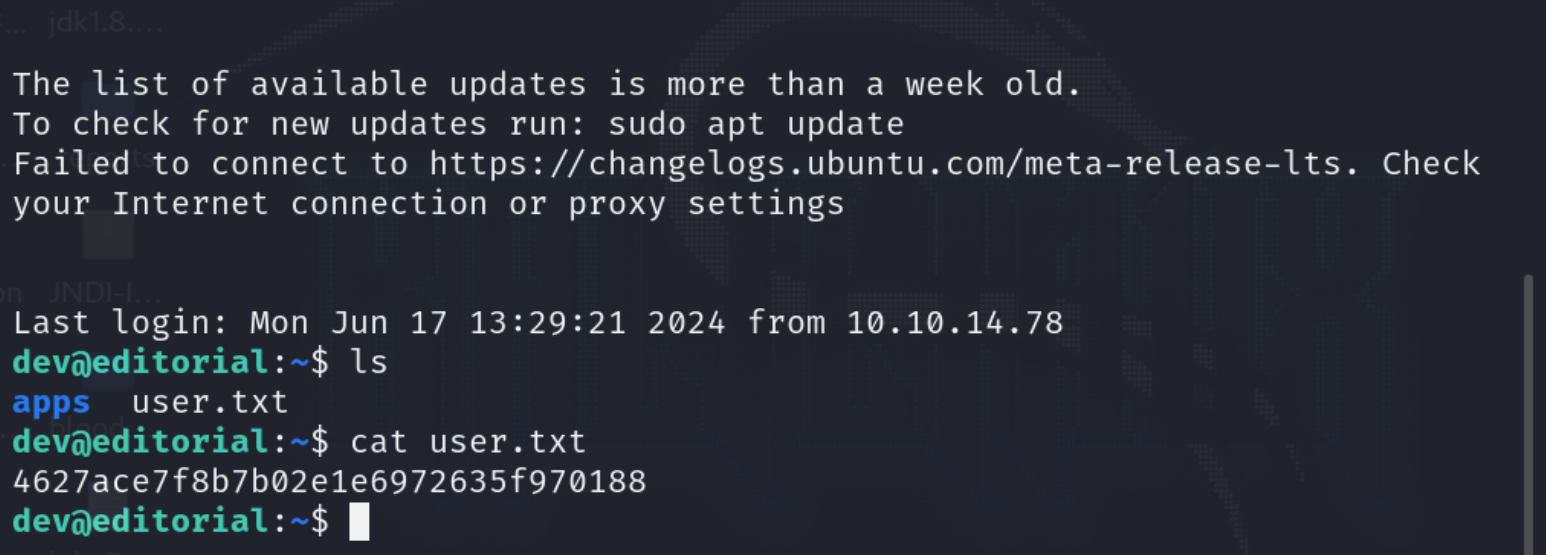 jdk1.8....
The list of available updates is more than a week old.
To check for new updates run: sudo apt update
Failed to connect to https://changelogs.ubuntu.com/meta-release-lts. Check
your Internet connection or proxy settings
JNDI-I...
Last login: Mon Jun 17 13:29:21 2024 from 10.10.14.78
dev@editorial:~$ ls
apps  user.txt
dev@editorial:~$ cat user.txt
4627ace7f8b7b02e1e6972635f970188
dev@editorial:~$